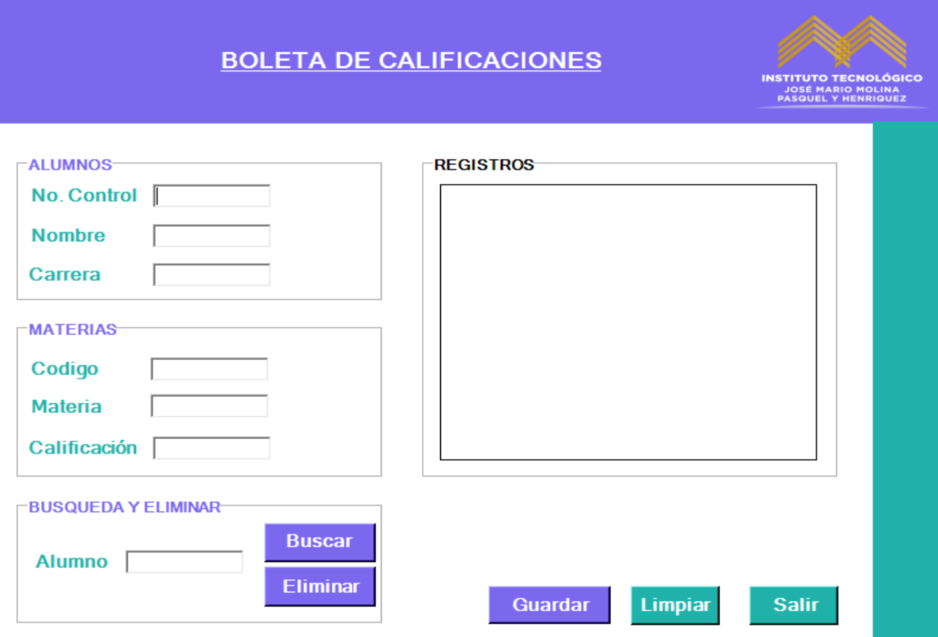 BOLETA DE CALIFICACIONES
INSTITUTO TECNOLÓGICO
JOSÉ MARIO MOLINA
PASQUEL Y HENRIQUEZ
ALUMNOS
No. Control
Nombre
Carrera
MATERIAS
Codigo
Materia
Calificación
BUSQUEDA Y ELIMINAR
Alumno
Buscar
Eliminar
REGISTROS
Guardar
Limpiar
Salir